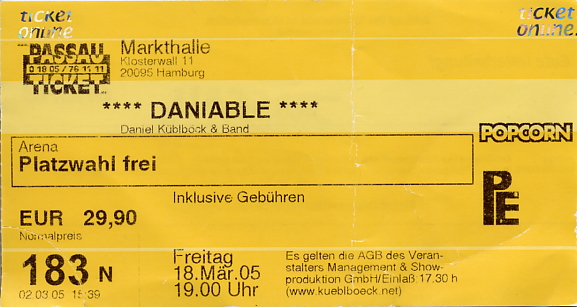 ticket
online
ticket
online
PASSAU
0 18 05 / 76 11 11
TICKET
Markthalle
Klosterwall 11
20095 Hamburg
**** DANIABLE ****
Daniel Küblböck & Band
POPCORN
Arena
Platzwahl frei
PE
Inklusive Gebühren
EUR 29,90
Normalpreis
183 N
02.03.05 15:39
Freitag
18.Mär.05
19.00 Uhr
Es gelten die AGB des Veran-
stalters Management & Show-
produktion GmbH/Einlaß 17.30 h
(www.kueblboeck.net)